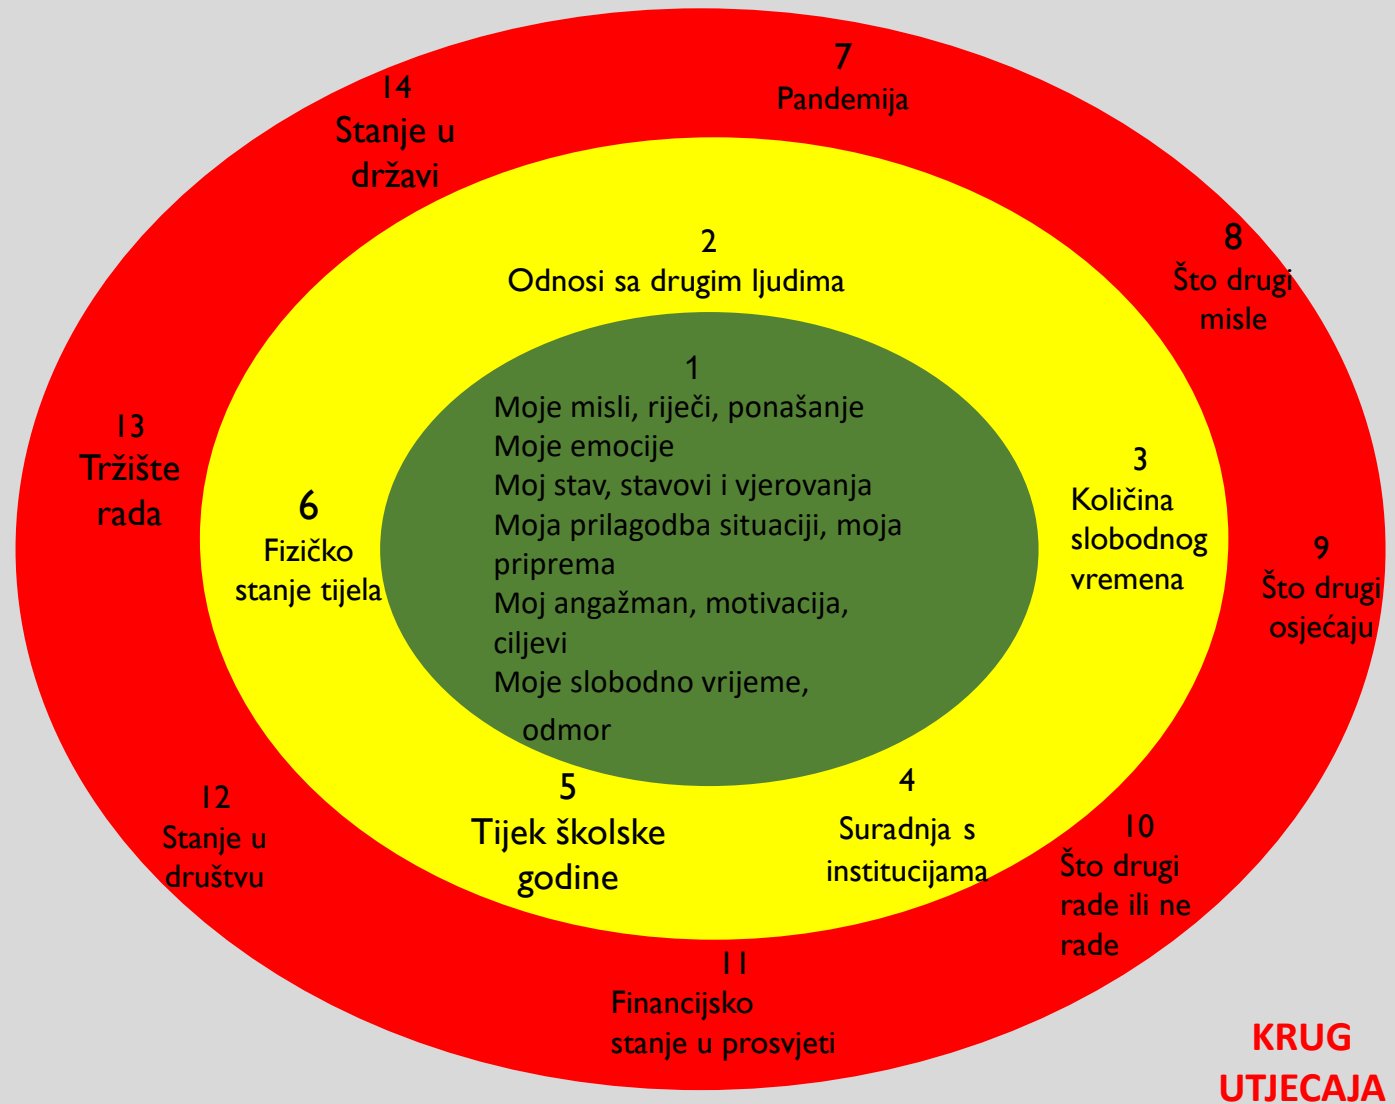 1
Moje misli, riječi, ponašanje
Moje emocije
Moj stav, stavovi i vjerovanja
Moja prilagodba situaciji, moja
priprema
Moj angažman, motivacija,
ciljevi
Moje slobodno vrijeme,
odmor
2
Odnosi sa drugim ljudima
3
Količina
slobodnog
vremena
4
Suradnja s
institucijama
5
Tijek školske
godine
6
Fizičko
stanje tijela
7
Pandemija
8
Što drugi
misle
9
Što drugi
osjećaju
10
Što drugi
rade ili ne
rade
11
Financijsko
stanje u prosvjeti
12
Stanje u
društvu
13
Tržište
rada
14
Stanje u
državi
KRUG
UTJECAJA